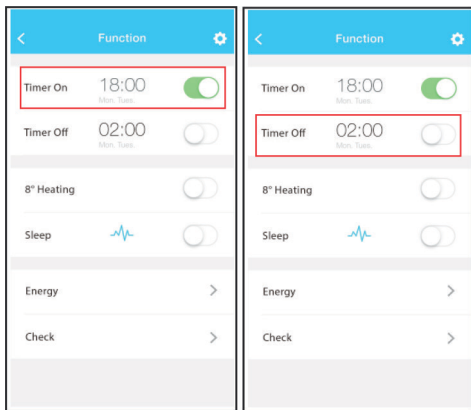 Function
Timer On 18:00
Mon. Tues.
Timer Off 02:00
Mon. Tues.
8° Heating
Sleep
Energy
Check
Function
Timer On 18:00
Mon. Tues.
Timer Off 02:00
Mon. Tues.
8° Heating
Sleep
Energy
Check